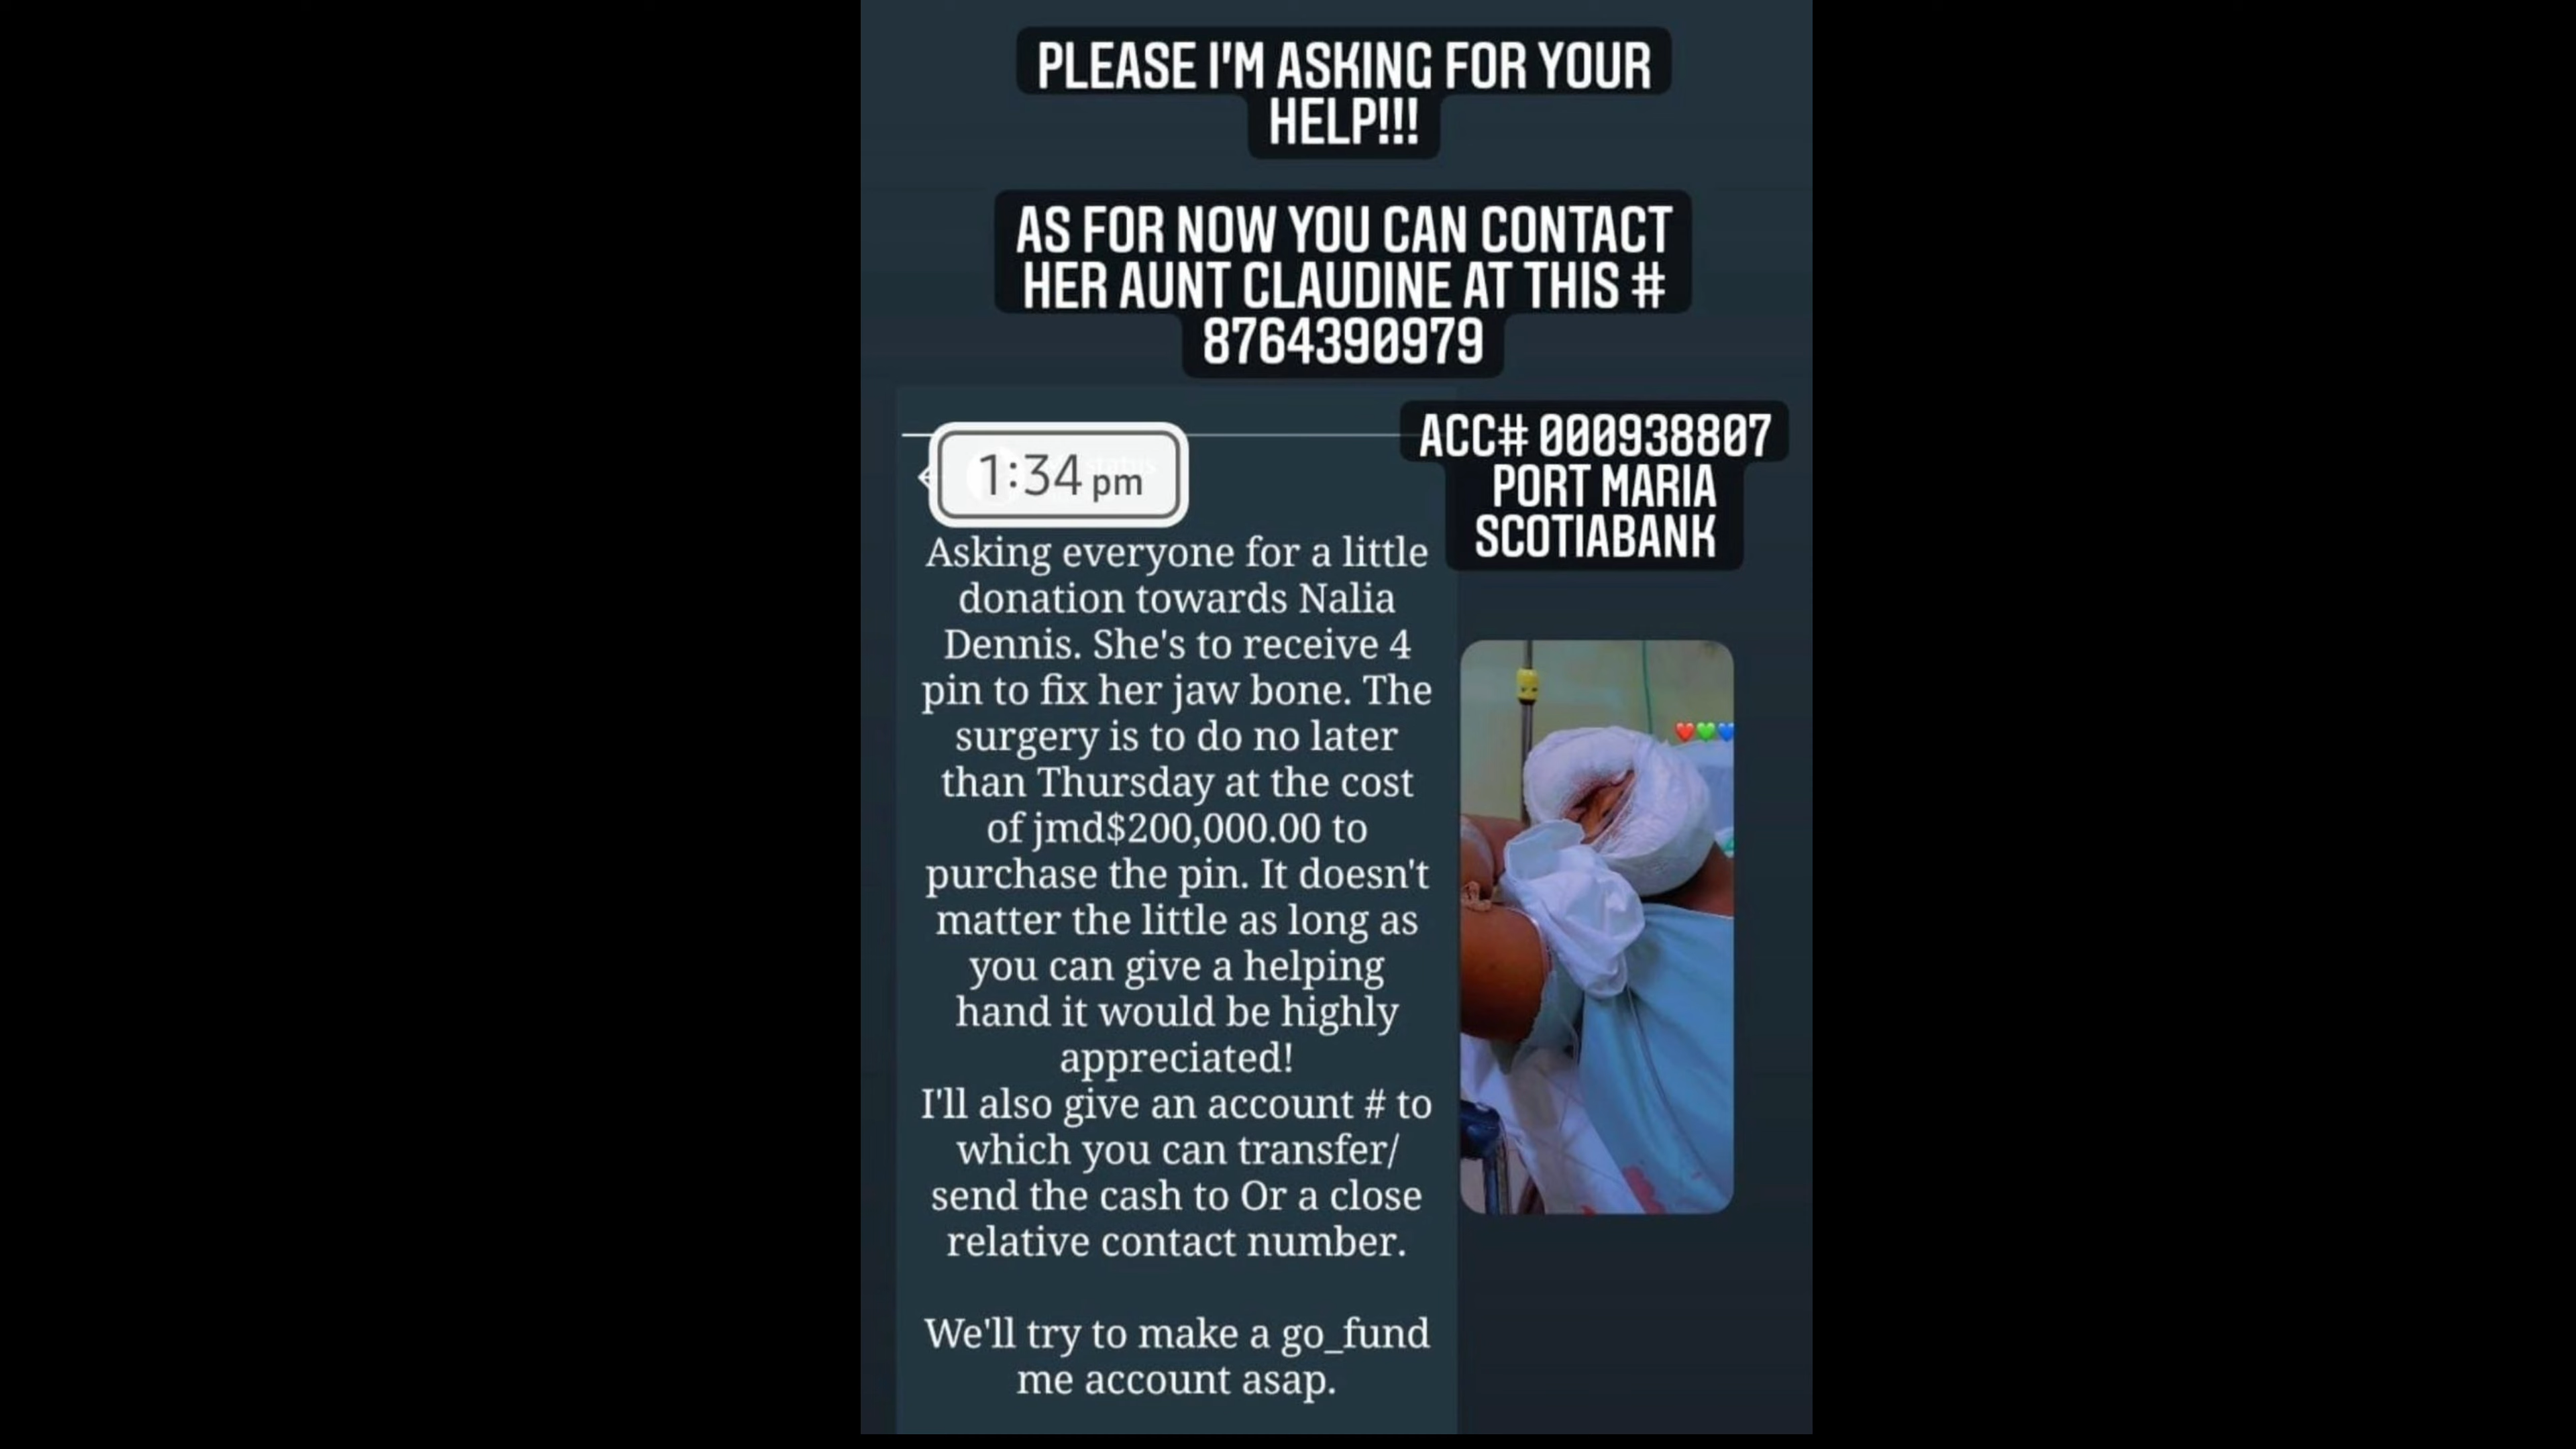 PLEASE I'M ASKING FOR YOUR
HELP!!!
AS FOR NOW YOU CAN CONTACT
HER AUNT CLAUDINE AT THIS #
8764390979
ACC# 000938807
PORT MARIA
SCOTIABANK
1:34 pm
Asking everyone for a little
donation towards Nalia
Dennis. She's to receive 4
pin to fix her jaw bone. The
surgery is to do no later
than Thursday at the cost
of jmd$200,000.00 to
purchase the pin. It doesn't
matter the little as long as
you can give a helping
hand it would be highly
appreciated!
I'll also give an account # to
which you can transfer/
send the cash to Or a close
relative contact number.
We'll try to make a go_fund
me account asap.